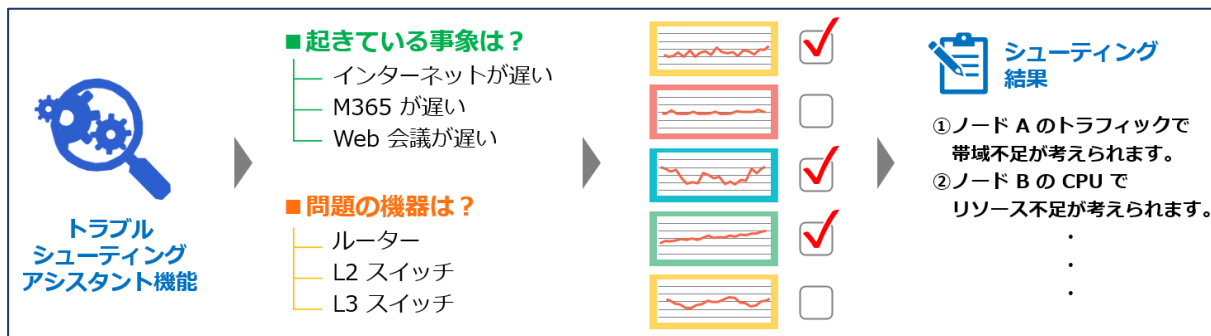 トラブル
シューティング
アシスタント機能
■起きている事象は？
インターネットが遅い
M365 が遅い
Web 会議が遅い
■問題の機器は？
ルーター
L2 スイッチ
L3 スイッチ
シューティング
結果
①ノード A のトラフィックで
帯域不足が考えられます。
②ノード B の CPU で
リソース不足が考えられます。
・
・
・